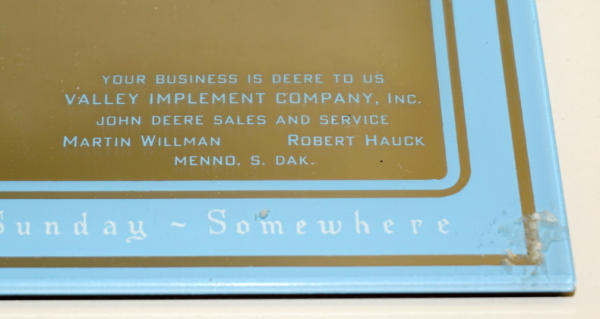 YOUR BUSINESS IS DEERE TO US
VALLEY IMPLEMENT COMPANY, INC.
JOHN DEERE SALES AND SERVICE
MARTIN WILLMAN ROBERT HAUCK
MENNO, S. DAK.
Sunday ~ Somewhere